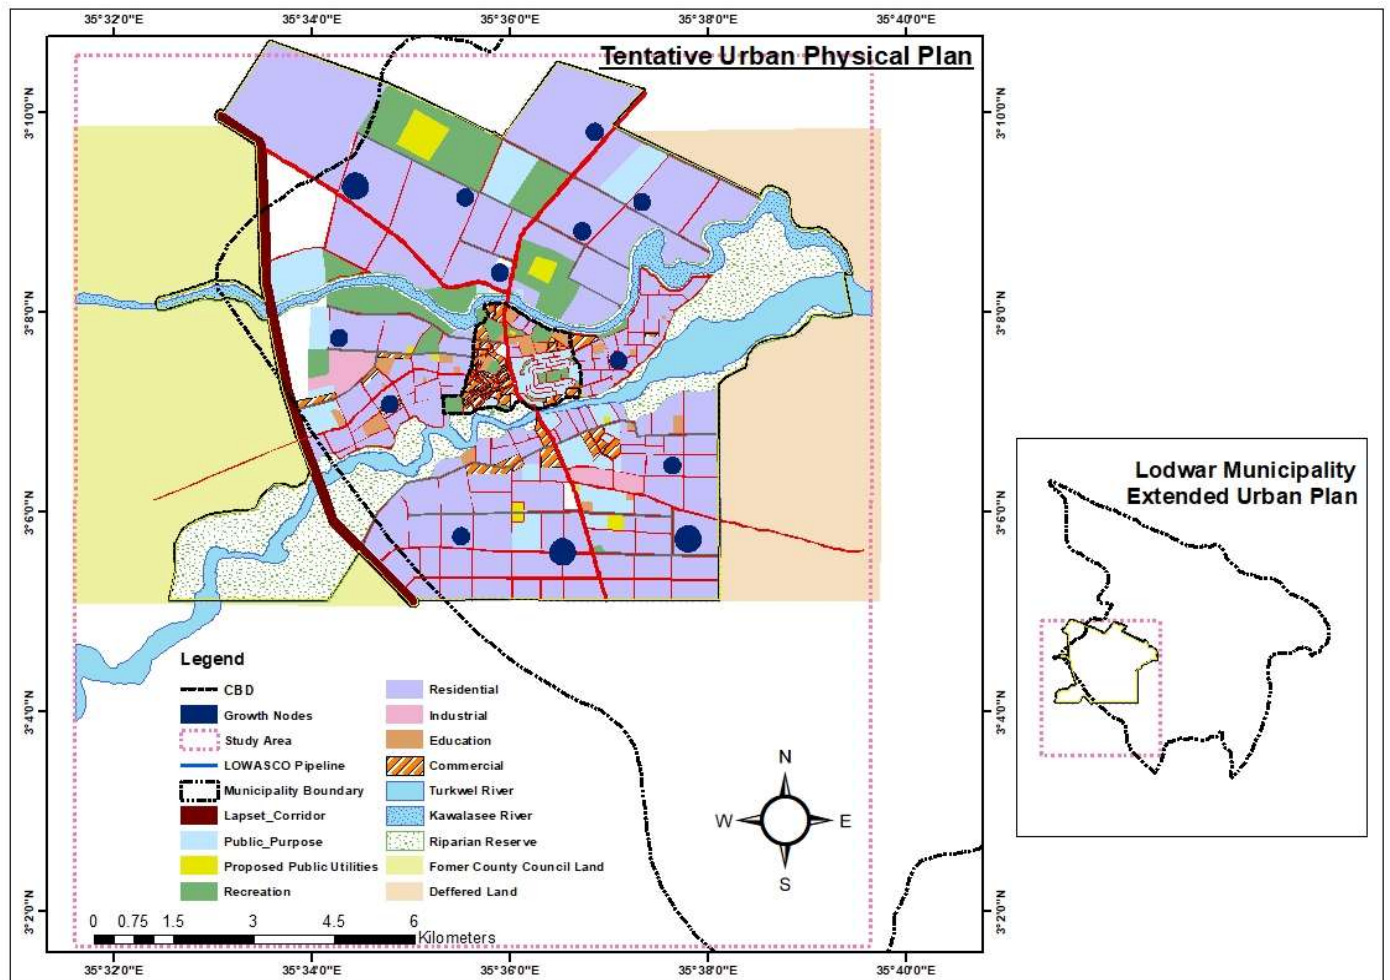 35°32'0"E 35°34'0"E 35°36'0"E 35°38'0"E 35°40'0"E
Tentative Urban Physical Plan
3°10'0"N 3°10'0"N
3°8'0"N 3°8'0"N
3°6'0"N 3°6'0"N
3°4'0"N 3°4'0"N
3°2'0"N 3°2'0"N
Legend
CBD
Growth Nodes
Study Area
LOWASCO Pipeline
Municipality Boundary
Lapset_Corridor
Public_Purpose
Proposed Public Utilities
Recreation
Residential
Industrial
Education
Commercial
Turkwel River
Kawalasee River
Riparian Reserve
Fomer County Council Land
Deffered Land
0 0.75 1.5 3 4.5 6
Kilometers
N
W E
S
35°32'0"E 35°34'0"E 35°36'0"E 35°38'0"E 35°40'0"E
Lodwar Municipality
Extended Urban Plan